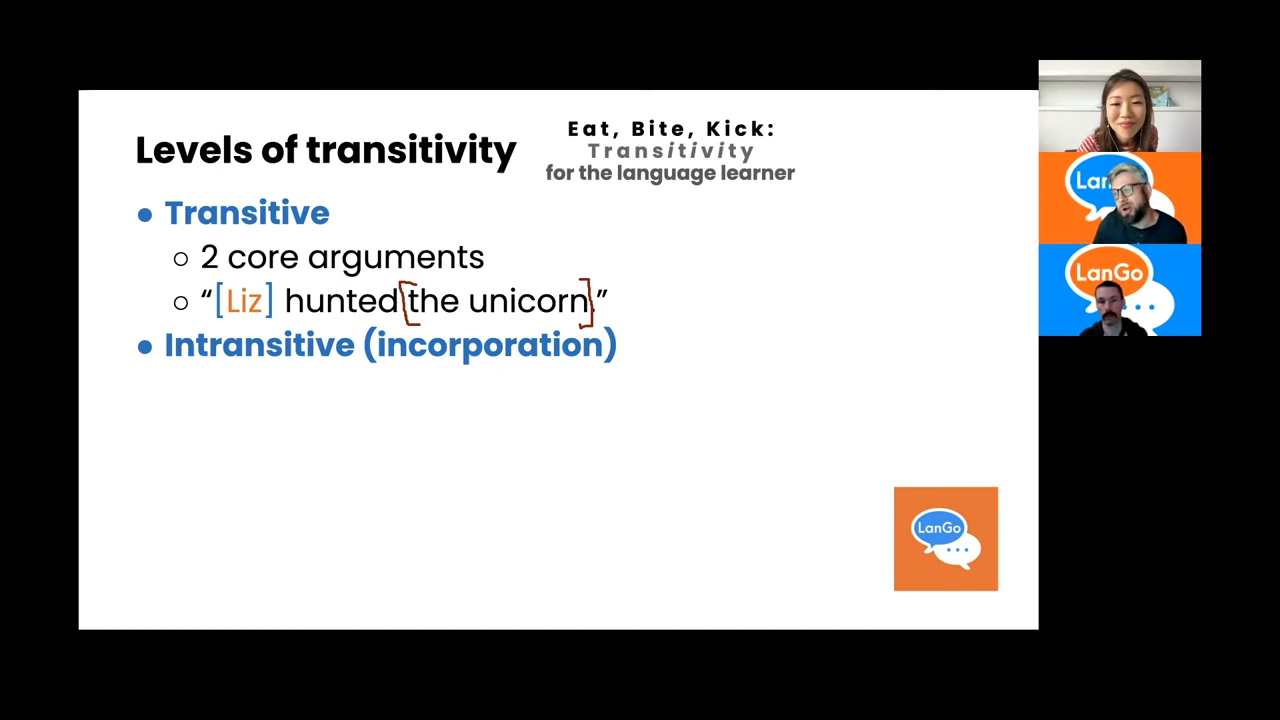 Levels of transitivity
Eat, Bite, Kick:
Transitivity
for the language learner
● Transitive
○ 2 core arguments
○ “[Liz] hunted [the unicorn].”
● Intransitive (incorporation)
LanGo
LanGo